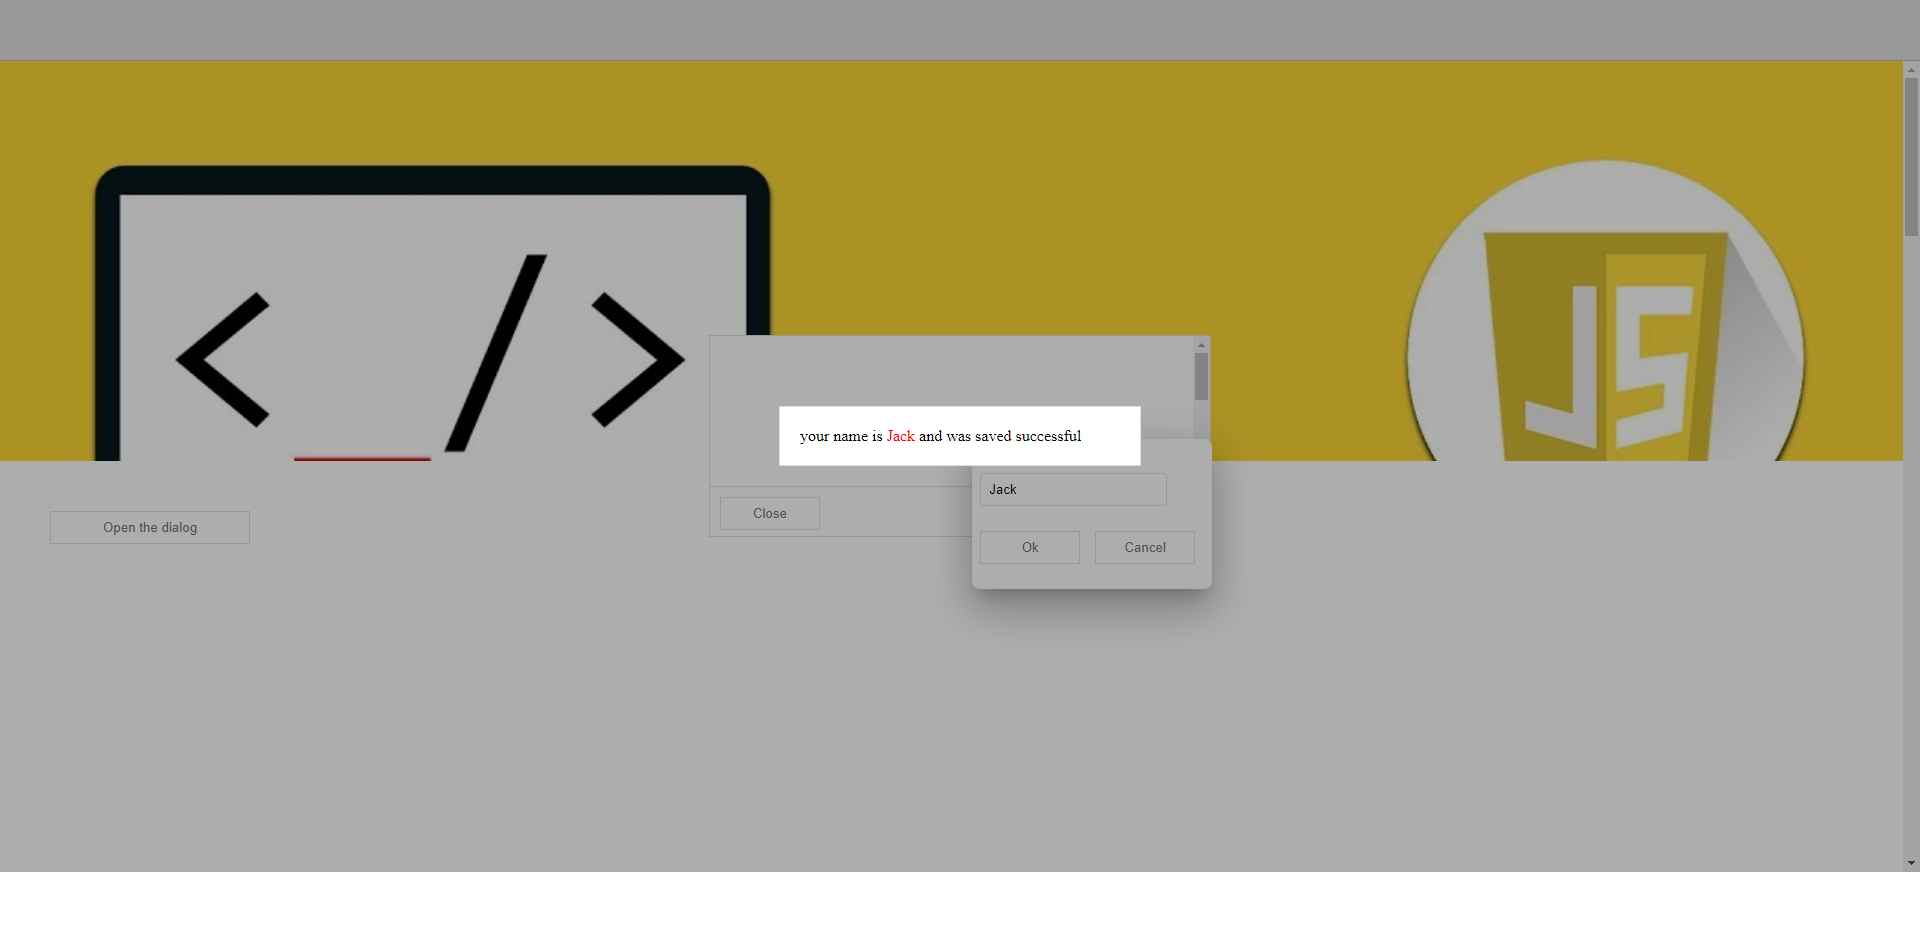 < / >
JS
your name is Jack and was saved successful
Jack
Close
Open the dialog
Ok
Cancel